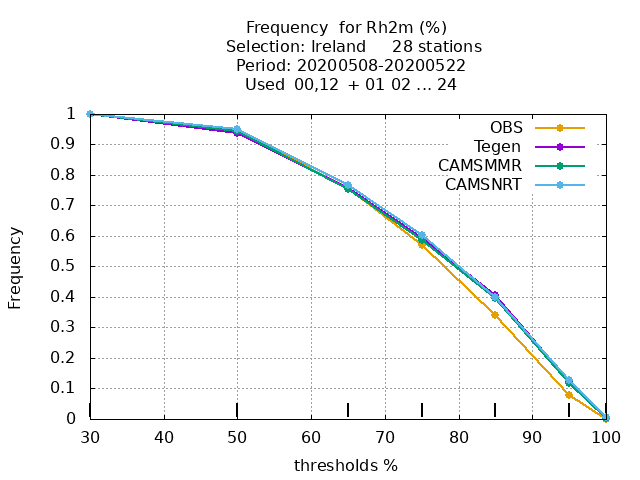 Frequency for Rh2m (%)
Selection: Ireland 28 stations
Period: 20200508-20200522
Used 00,12 + 01 02 ... 24
OBS
Tegen
CAMSMMR
CAMSNRT
Frequency
1
0.9
0.8
0.7
0.6
0.5
0.4
0.3
0.2
0.1
0
30 40 50 60 70 80 90 100
thresholds %